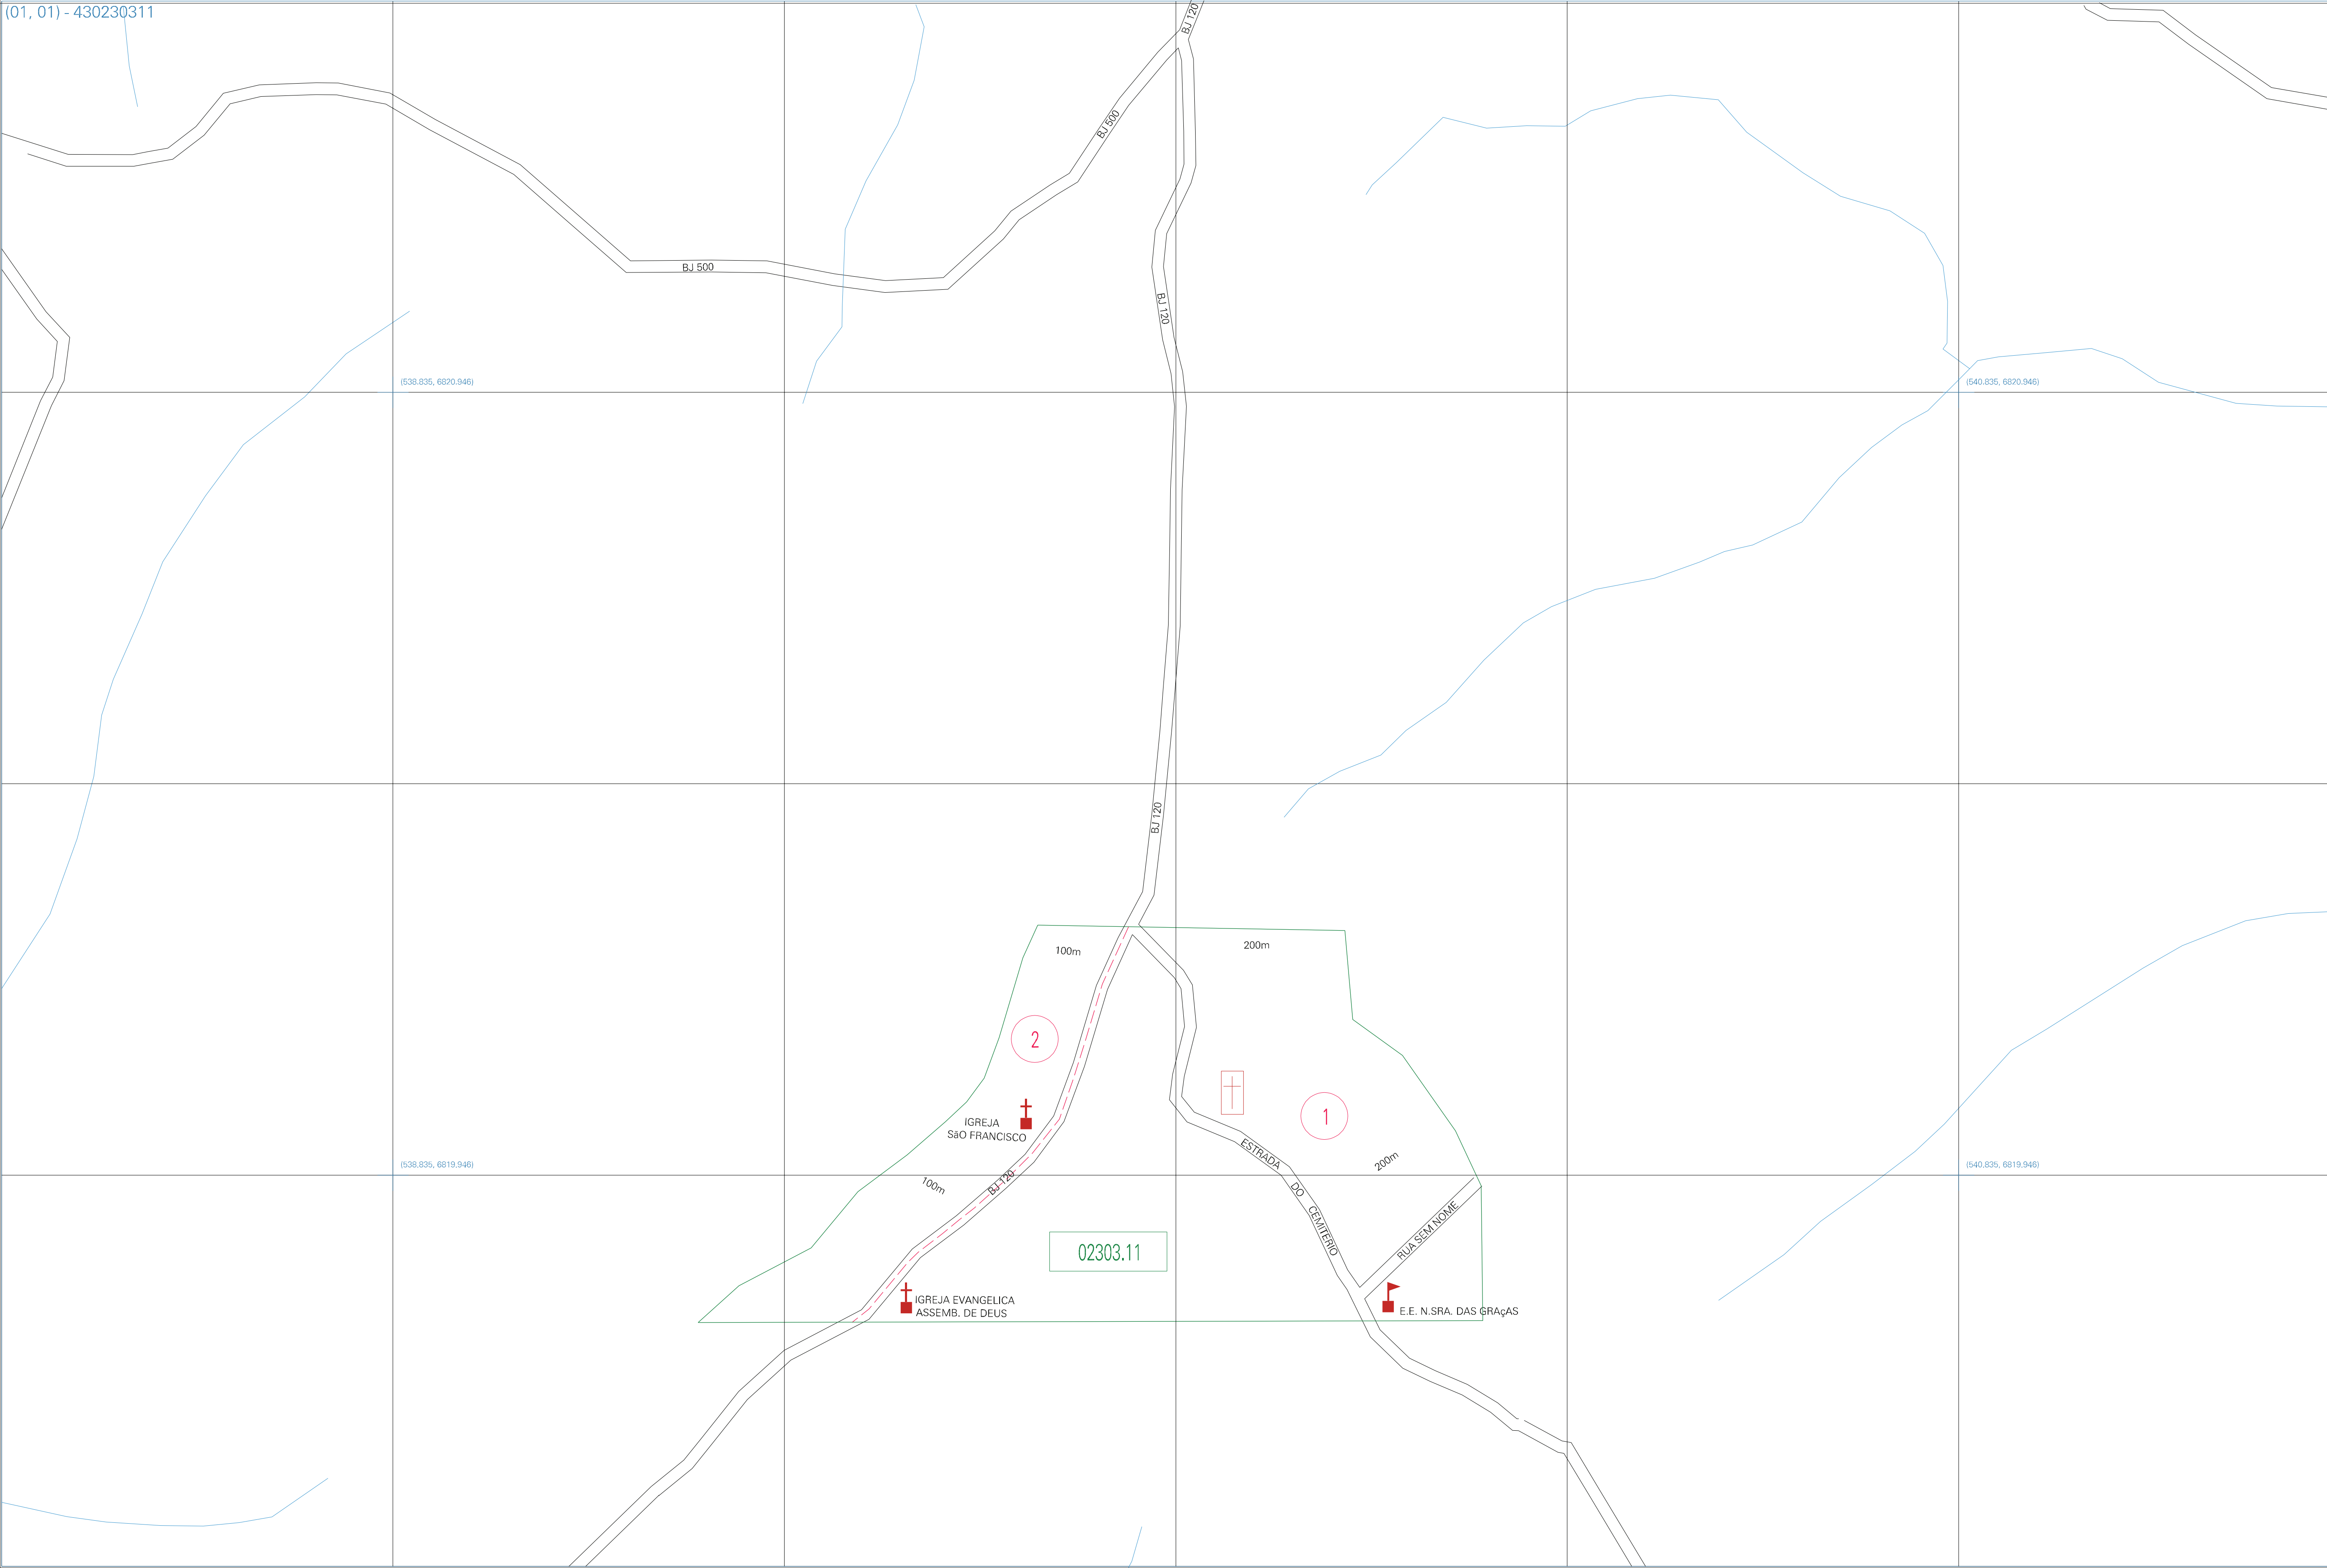 (01, 01) - 430230311
BJ 120
BJ 500
BJ 500
BJ 120
(538.835, 6820.946)
(540.835, 6820.946)
BJ 120
100m
200m
2
1
IGREJA
SãO FRANCISCO
ESTRADA
DO
CEMITERIO
200m
(538.835, 6819.946)
(540.835, 6819.946)
100m
BJ 120
RUA SEM NOME
02303.11
IGREJA EVANGELICA
ASSEMB. DE DEUS
E.E. N.SRA. DAS GRAçAS